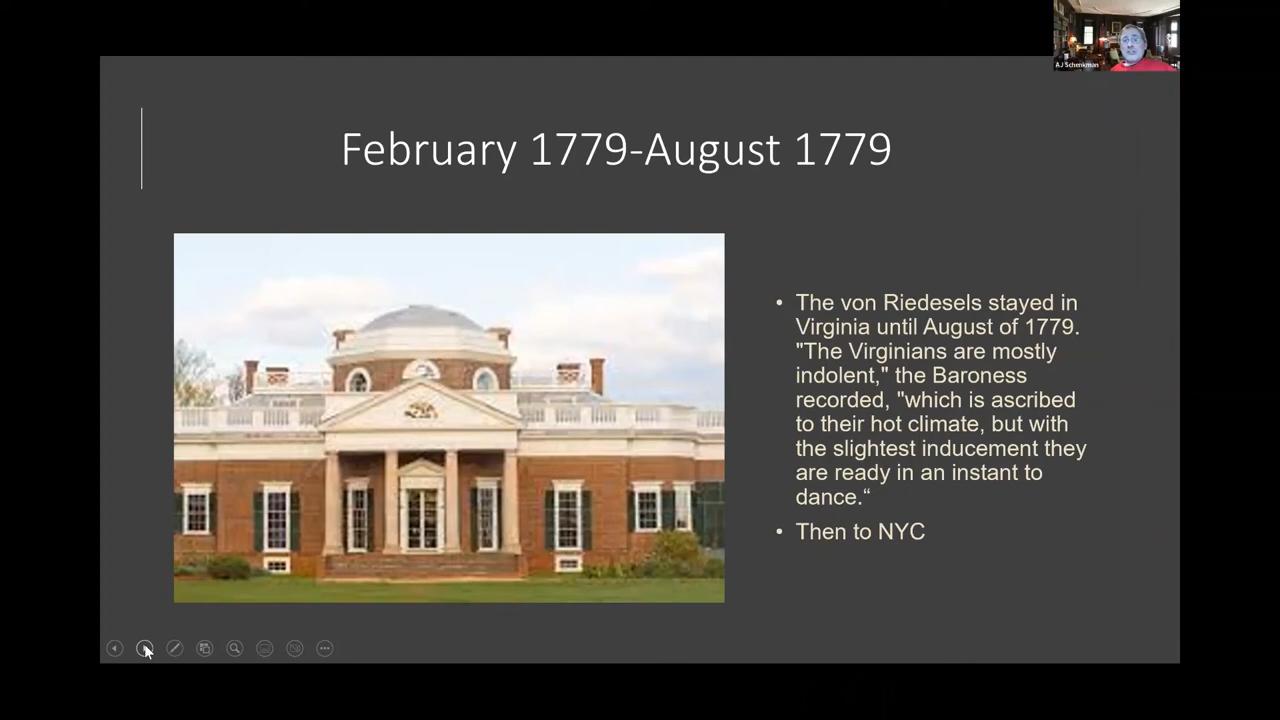 AJ Schenkman
February 1779-August 1779
• The von Riedesels stayed in
Virginia until August of 1779.
"The Virginians are mostly
indolent," the Baroness
recorded, "which is ascribed
to their hot climate, but with
the slightest inducement they
are ready in an instant to
dance.“
• Then to NYC